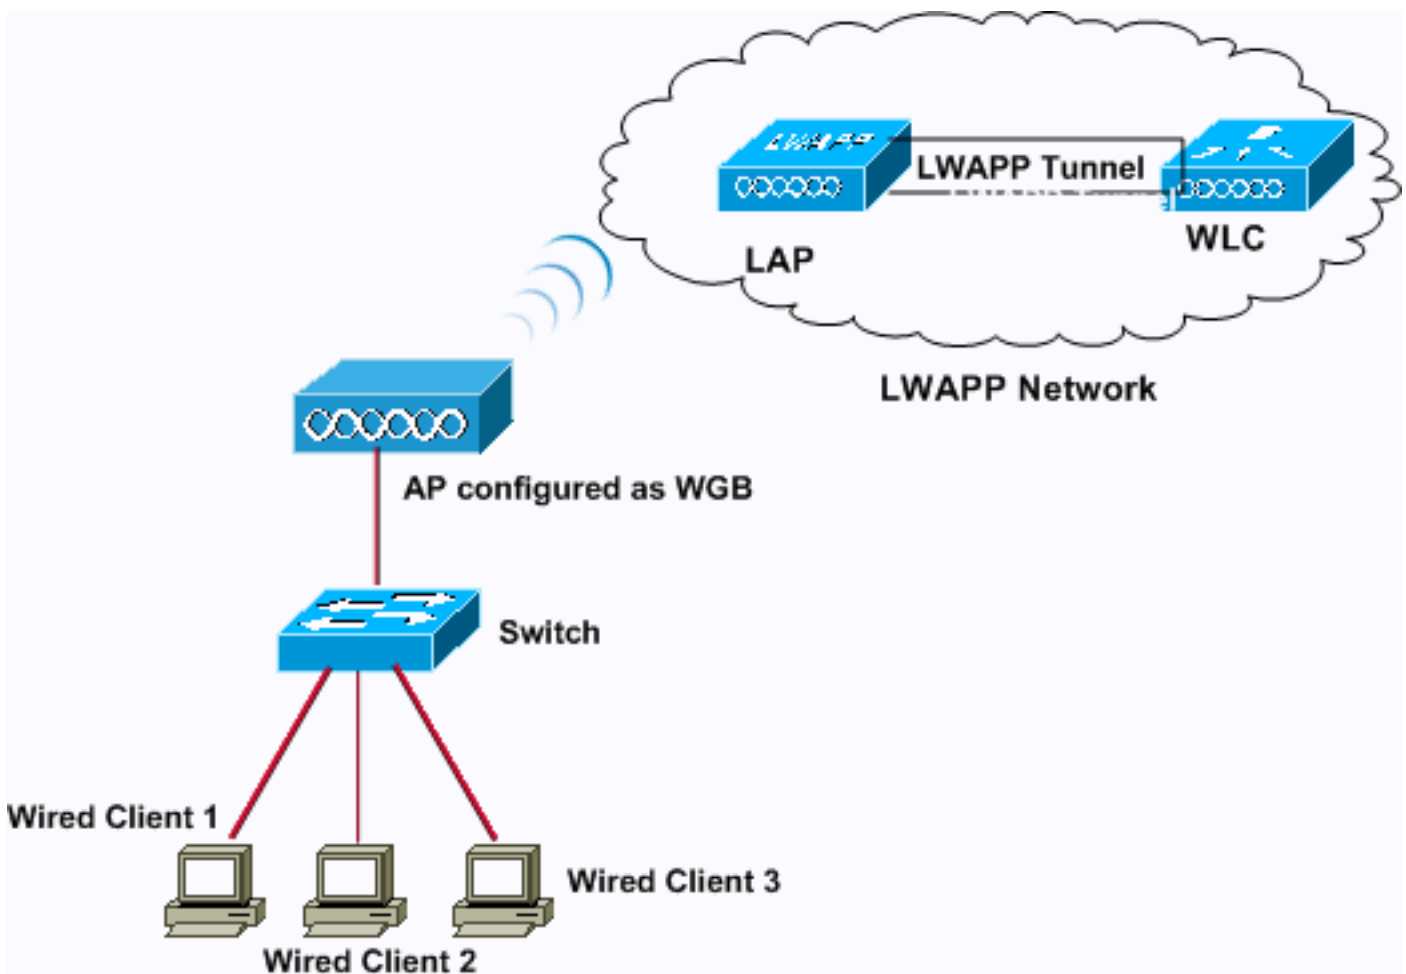 LWAPP
LWAPP Tunnel
LAP
WLC
LWAPP Network
AP configured as WGB
Switch
Wired Client 1
Wired Client 3
Wired Client 2